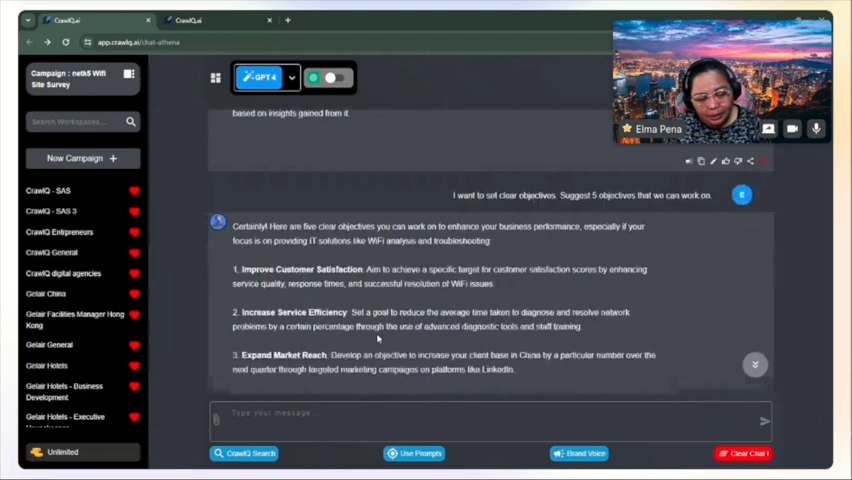 CrawlQ.ai
CrawlQ.ai
app.crawlq.ai/chat-athena
Campaign : netk5 Wifi
Site Survey
Search Workspaces...
New Campaign +
CrawlQ - SAS
CrawlQ - SAS 3
CrawlQ Entrpreneurs
CrawlQ General
CrawlQ digital agencies
Gelair China
Gelair Facilities Manager Hong
Kong
Gelair General
Gelair Hotels
Gelair Hotels - Business
Development
Gelair Hotels - Executive
Unlimited
GPT 4
based on insights gained from it.
Elma Pena
I want to set clear objectives. Suggest 5 objectives that we can work on.
E
Certainly! Here are five clear objectives you can work on to enhance your business performance, especially if your
focus is on providing IT solutions like WiFi analysis and troubleshooting:
1. Improve Customer Satisfaction: Aim to achieve a specific target for customer satisfaction scores by enhancing
service quality, response times, and successful resolution of WiFi issues.
2. Increase Service Efficiency: Set a goal to reduce the average time taken to diagnose and resolve network
problems by a certain percentage through the use of advanced diagnostic tools and staff training.
3. Expand Market Reach: Develop an objective to increase your client base in China by a particular number over the
next quarter through targeted marketing campaigns on platforms like LinkedIn.
Type your message...
CrawlQ Search
Use Prompts
Brand Voice
Clear Chat !